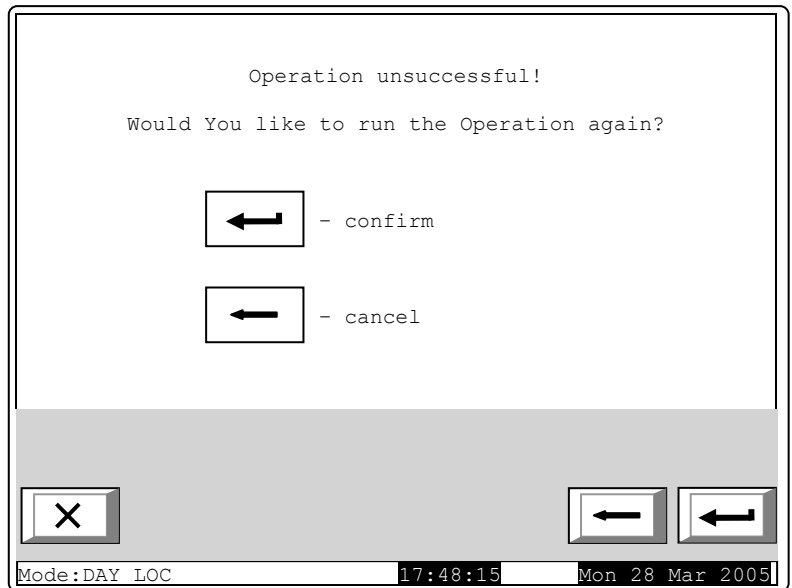 Operation unsuccessful!
Would You like to run the Operation again?
- confirm
- cancel
Mode:DAY LOC 17:48:15 Mon 28 Mar 2005